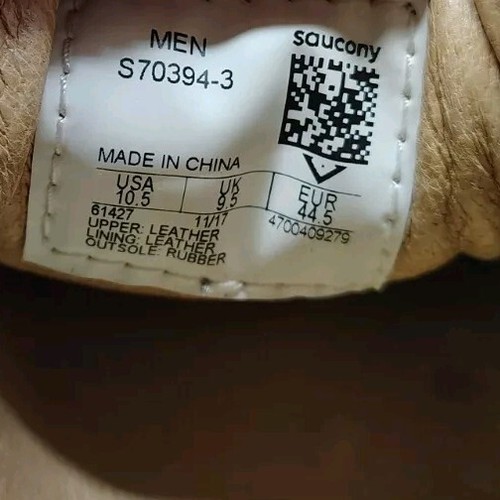 saucony
MEN
S70394-3
MADE IN CHINA
USA UK EUR
10.5 9.5 44.5
61427 11/17 4700409279
UPPER: LEATHER
LINING: LEATHER
OUTSOLE: RUBBER